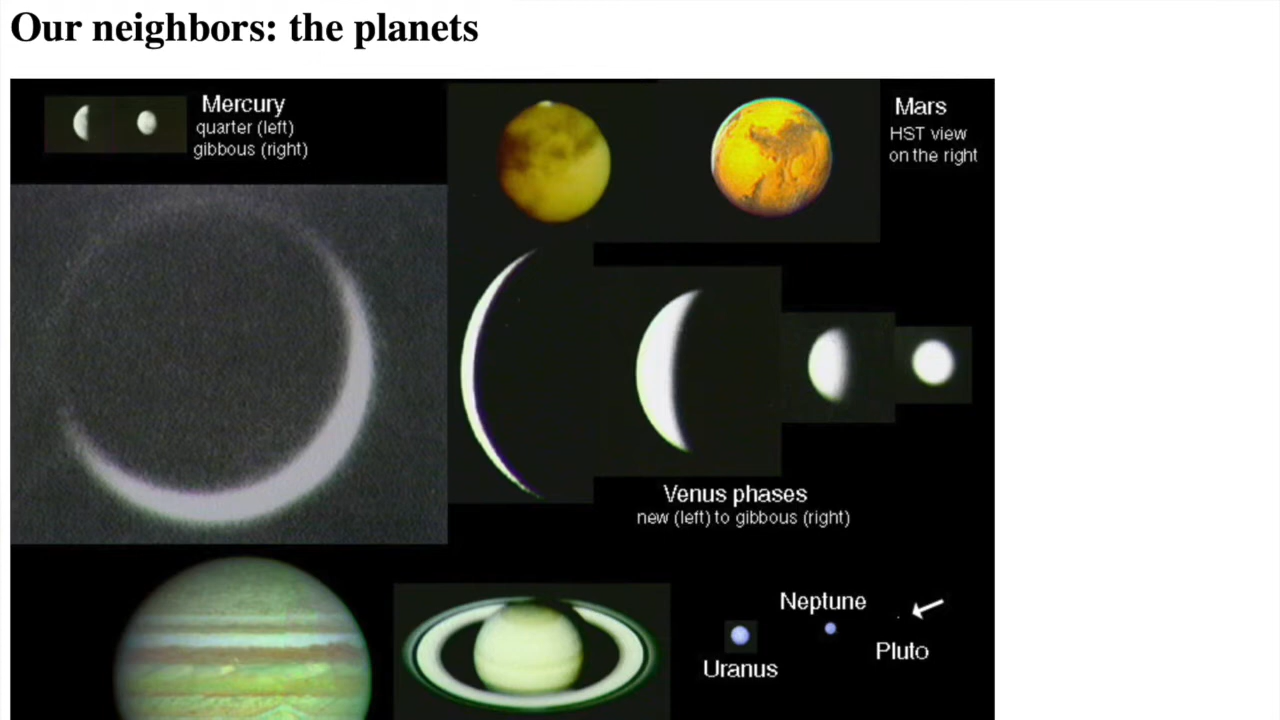 Our neighbors: the planets
Mercury
quarter (left)
gibbous (right)
Mars
HST view
on the right
Venus phases
new (left) to gibbous (right)
Neptune
Pluto
Uranus